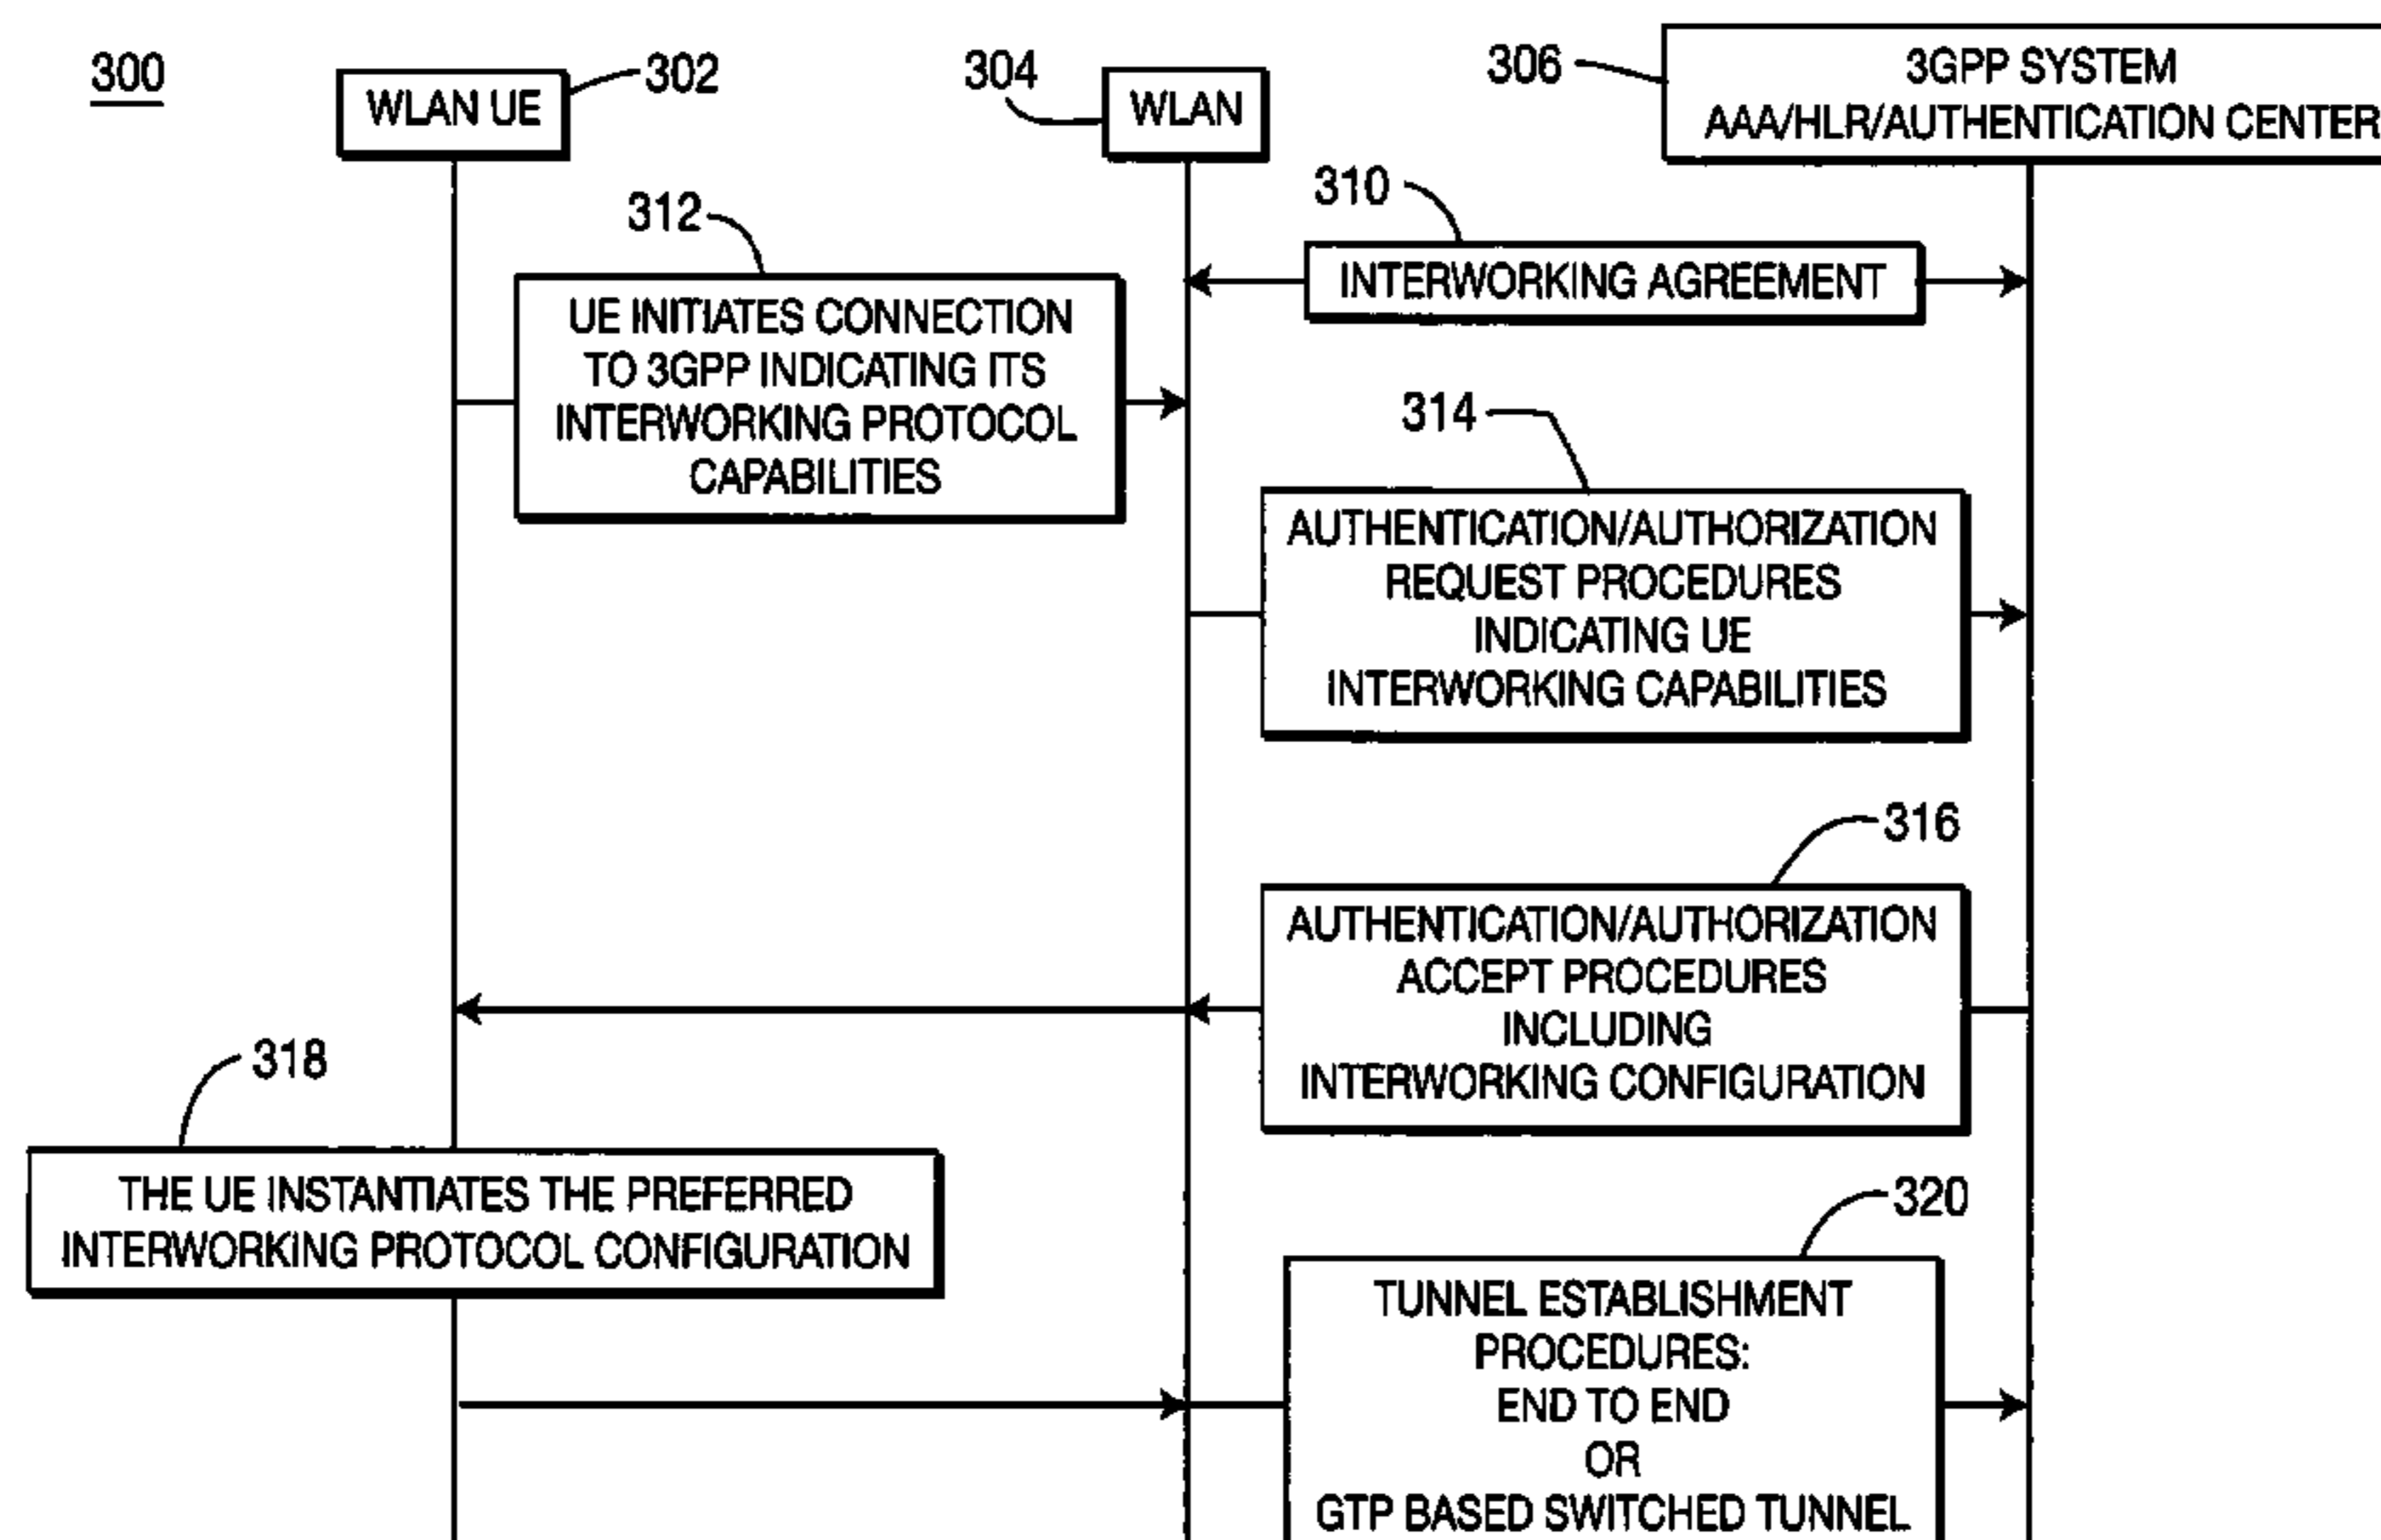 300
WLAN UE
302
304
WLAN
306
3GPP SYSTEM
AAA/HLR/AUTHENTICATION CENTER
310
INTERWORKING AGREEMENT
312
UE INITIATES CONNECTION
TO 3GPP INDICATING ITS
INTERWORKING PROTOCOL
CAPABILITIES
314
AUTHENTICATION/AUTHORIZATION
REQUEST PROCEDURES
INDICATING UE
INTERWORKING CAPABILITIES
316
AUTHENTICATION/AUTHORIZATION
ACCEPT PROCEDURES
INCLUDING
INTERWORKING CONFIGURATION
318
THE UE INSTANTIATES THE PREFERRED
INTERWORKING PROTOCOL CONFIGURATION
320
TUNNEL ESTABLISHMENT
PROCEDURES:
END TO END
OR
GTP BASED SWITCHED TUNNEL